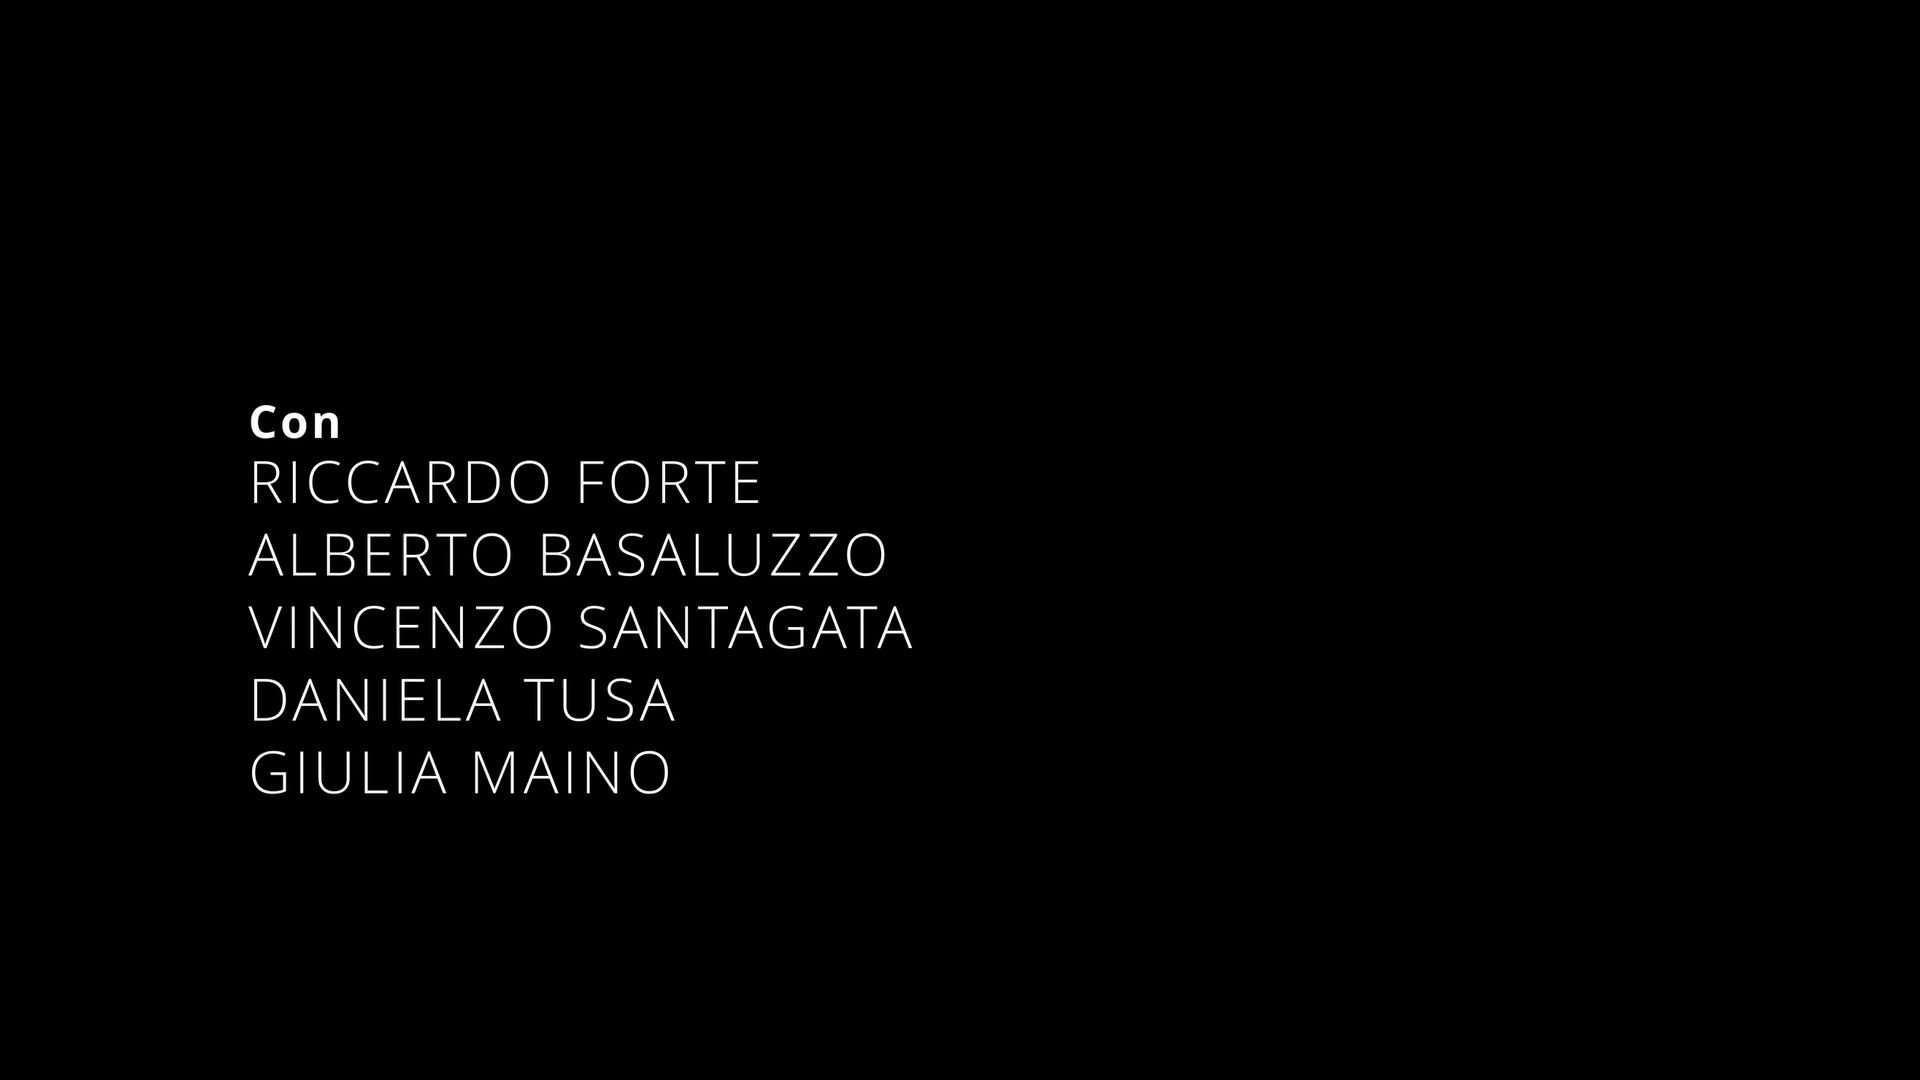 Con
RICCARDO FORTE
ALBERTO BASALUZZO
VINCENZO SANTAGATA
DANIELA TUSA
GIULIA MAINO